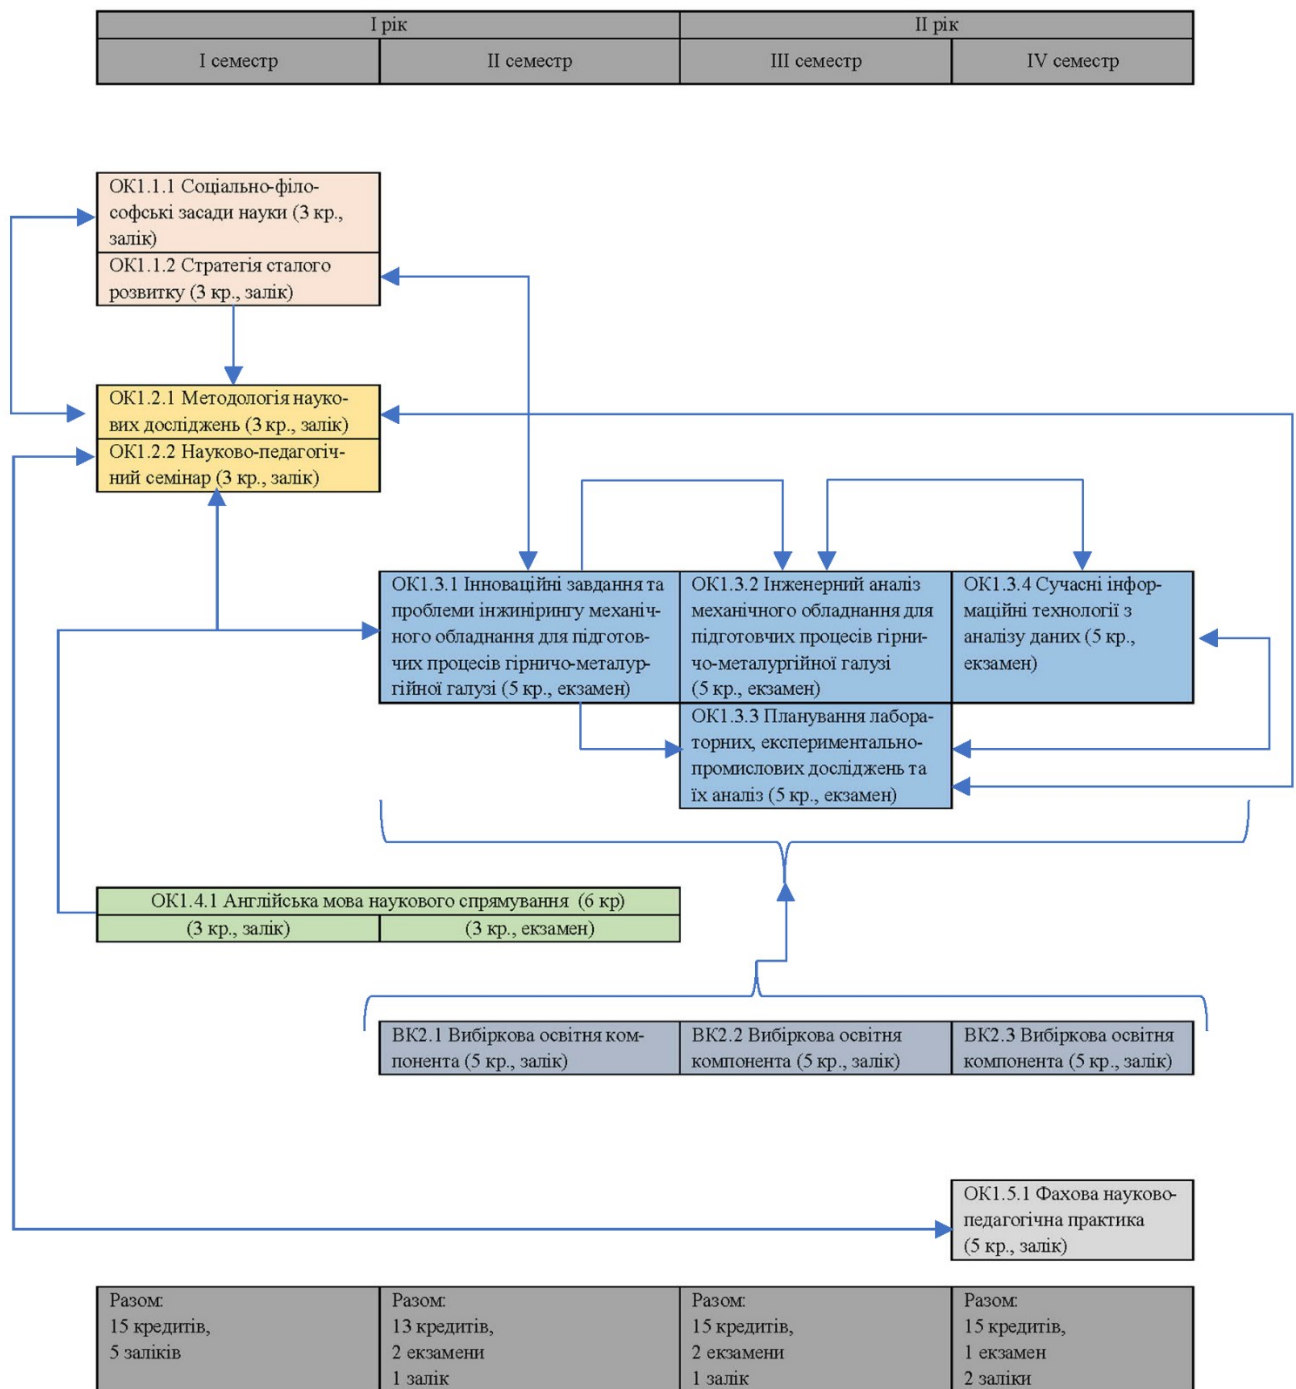 І рік
ІІ рік
І семестр
ІІ семестр
ІІІ семестр
IV семестр
ОК1.1.1 Соціально-філо-
софські засади науки (3 кр.,
залік)
ОК1.1.2 Стратегія сталого
розвитку (3 кр., залік)
ОК1.2.1 Методологія науко-
вих досліджень (3 кр., залік)
ОК1.2.2 Науково-педагогіч-
ний семінар (3 кр., залік)
ОК1.3.1 Інноваційні завдання та
проблеми інжинірингу механіч-
ного обладнання для підготов-
чих процесів гірничо-металур-
гійної галузі (5 кр., екзамен)
ОК1.3.2 Інженерний аналіз
механічного обладнання для
підготовчих процесів гірни-
чо-металургійної галузі
(5 кр., екзамен)
ОК1.3.4 Сучасні інфор-
маційні технології з
аналізу даних (5 кр.,
екзамен)
ОК1.3.3 Планування лабора-
торних, експериментально-
промислових досліджень та
їх аналіз (5 кр., екзамен)
ОК1.4.1 Англійська мова наукового спрямування (6 кр)
(3 кр., залік)
(3 кр., екзамен)
ВК2.1 Вибіркова освітня ком-
понента (5 кр., залік)
ВК2.2 Вибіркова освітня
компонента (5 кр., залік)
ВК2.3 Вибіркова освітня
компонента (5 кр., залік)
ОК1.5.1 Фахова науково-
педагогічна практика
(5 кр., залік)
Разом:
15 кредитів,
5 заліків
Разом:
13 кредитів,
2 екзамени
1 залік
Разом:
15 кредитів,
2 екзамени
1 залік
Разом:
15 кредитів,
1 екзамен
2 заліки